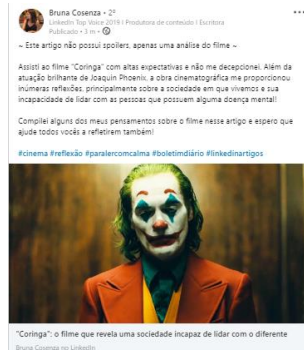 Bruna Cosenza • 2º
LinkedIn Top Voice 2019 | Produtora de conteúdo | Escritora
Publicado • 3 m •
~ Este artigo não possui spoilers, apenas uma análise do filme ~
Assisti ao filme "Coringa" com altas expectativas e não me decepcionei. Além da
atuação brilhante de Joaquin Phoenix, a obra cinematográfica me proporcionou
inúmeras reflexões, principalmente sobre a sociedade em que vivemos e sua
incapacidade de lidar com as pessoas que possuem alguma doença mental!
Compilei alguns dos meus pensamentos sobre o filme nesse artigo e espero que
ajude todos vocês a refletirem também!
#cinema #reflexão #paralercomcalma #boletimdiário #linkedinartigos
"Coringa": o filme que revela uma sociedade incapaz de lidar com o diferente
Bruna Cosenza no LinkedIn